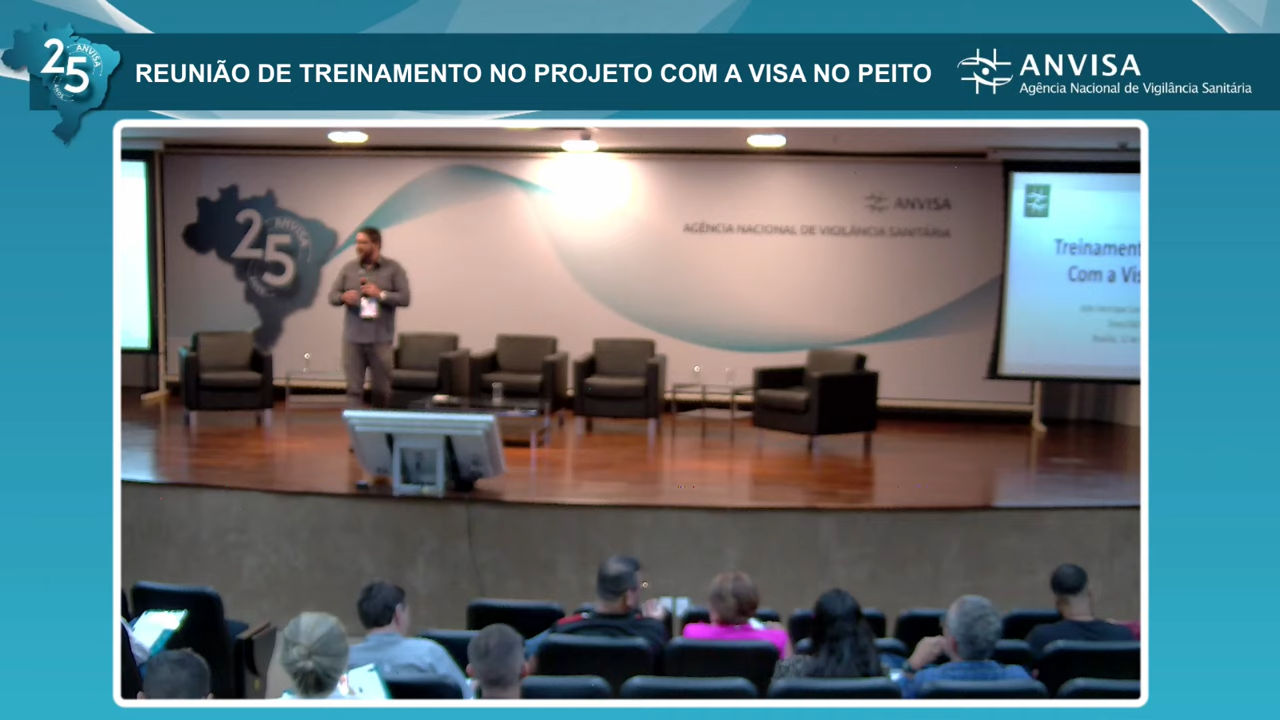 25 ANVISA
ANOS
REUNIÃO DE TREINAMENTO NO PROJETO COM A VISA NO PEITO
ANVISA
Agência Nacional de Vigilância Sanitária
25 ANVISA
ANVISA
AGÊNCIA NACIONAL DE VIGILÂNCIA SANITÁRIA
Treinament
Com a Vis